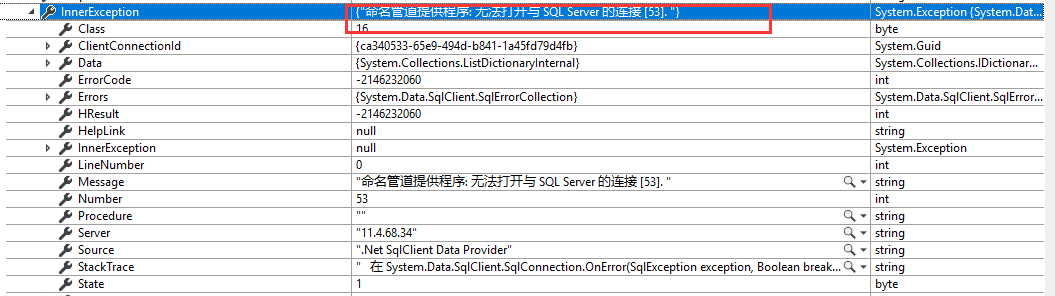 InnerException {"命名管道提供程序: 无法打开与 SQL Server 的连接 [53]. "} System.Exception {System.Dat...
Class 16 byte
ClientConnectionId {ca340533-65e9-494d-b841-1a45fd79d4fb} System.Guid
Data {System.Collections.ListDictionaryInternal} System.Collections.IDictionar...
ErrorCode -2146232060 int
Errors {System.Data.SqlClient.SqlErrorCollection} System.Data.SqlClient.SqlError...
HResult -2146232060 int
HelpLink null string
InnerException null System.Exception
LineNumber 0 int
Message "命名管道提供程序: 无法打开与 SQL Server 的连接 [53]. " string
Number 53 int
Procedure "" string
Server "11.4.68.34" string
Source ".Net SqlClient Data Provider" string
StackTrace " 在 System.Data.SqlClient.SqlConnection.OnError(SqlException exception, Boolean break... string
State 1 byte